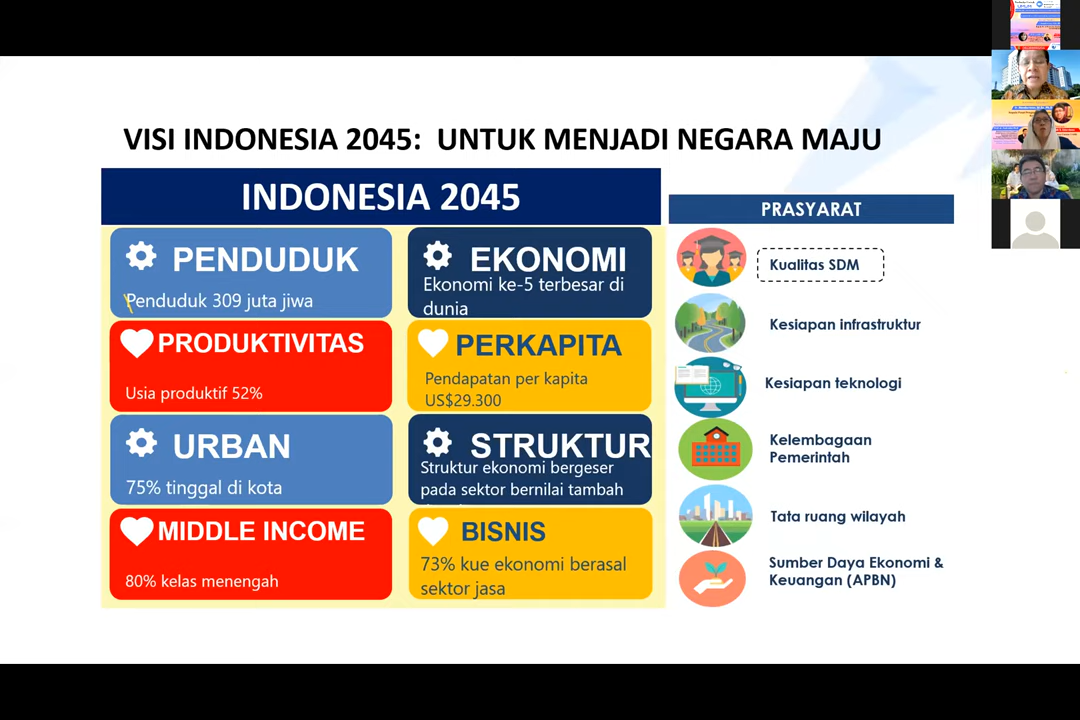 VISI INDONESIA 2045: UNTUK MENJADI NEGARA MAJU
INDONESIA 2045
PENDUDUK
Penduduk 309 juta jiwa
EKONOMI
Ekonomi ke-5 terbesar di
dunia
PRODUKTIVITAS
Usia produktif 52%
PERKAPITA
Pendapatan per kapita
US$29.300
URBAN
75% tinggal di kota
STRUKTUR
Struktur ekonomi bergeser
pada sektor bernilai tambah
MIDDLE INCOME
80% kelas menengah
BISNIS
73% kue ekonomi berasal
sektor jasa
PRASYARAT
Kualitas SDM
Kesiapan infrastruktur
Kesiapan teknologi
Kelembagaan
Pemerintah
Tata ruang wilayah
Sumber Daya Ekonomi &
Keuangan (APBN)